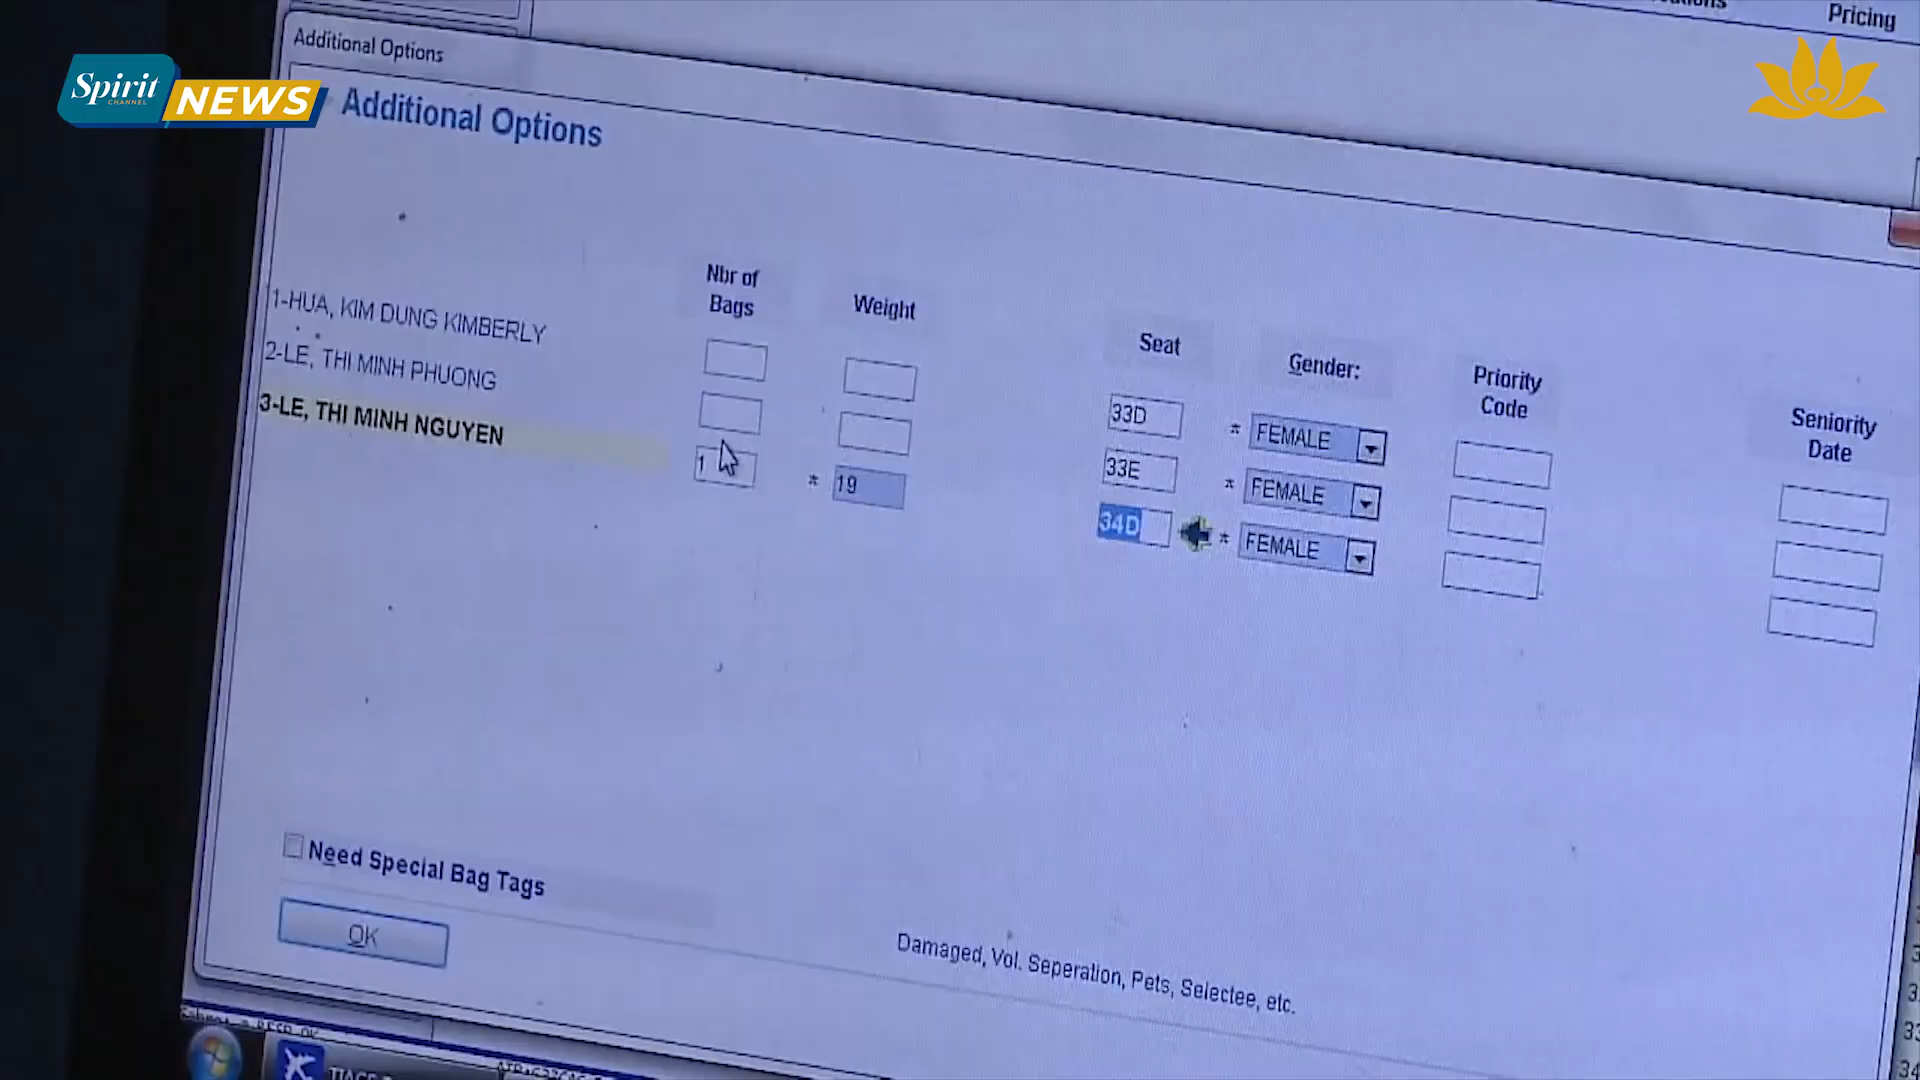 Pricing
Additional Options
Spirit
CHANNEL
NEWS
Additional Options
Nbr of
Bags
Weight
Seat
Gender:
Priority
Code
Seniority
Date
1-HUA, KIM DUNG KIMBERLY
33D
* FEMALE
2-LE, THI MINH PHUONG
33E
* FEMALE
3-LE, THI MINH NGUYEN
1
* 19
34D
* FEMALE
Need Special Bag Tags
OK
Damaged, Vol. Seperation, Pets, Selectee, etc.